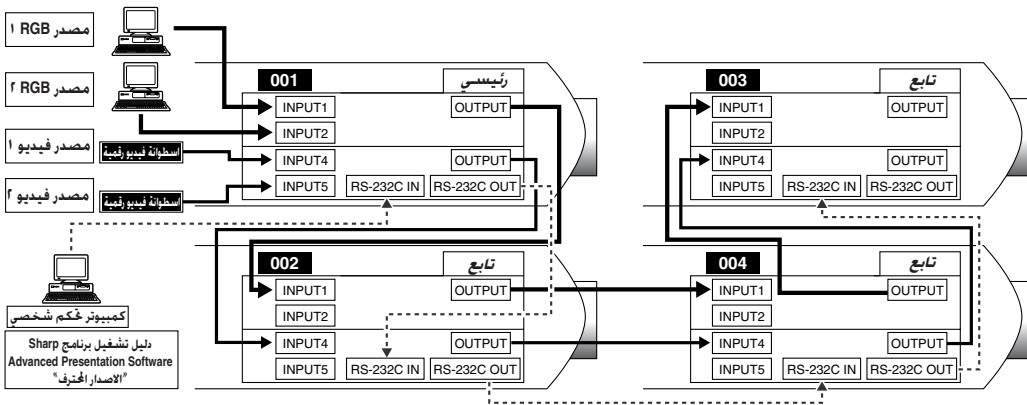 مصدر RGB ١
مصدر RGB ٢
مصدر فيديو ١
اسطوانة فيديو رقمية
مصدر فيديو ٢
اسطوانة فيديو رقمية
كمبيوتر تحكم شخصي
دليل تشغيل برنامج Sharp
Advanced Presentation Software
"الاصدار المحترف"
001
رئيسي
INPUT1
OUTPUT
INPUT2
INPUT4
OUTPUT
INPUT5
RS-232C IN
RS-232C OUT
003
تابع
INPUT1
OUTPUT
INPUT2
INPUT4
OUTPUT
INPUT5
RS-232C IN
RS-232C OUT
002
تابع
INPUT1
OUTPUT
INPUT2
INPUT4
OUTPUT
INPUT5
RS-232C IN
RS-232C OUT
004
تابع
INPUT1
OUTPUT
INPUT2
INPUT4
OUTPUT
INPUT5
RS-232C IN
RS-232C OUT